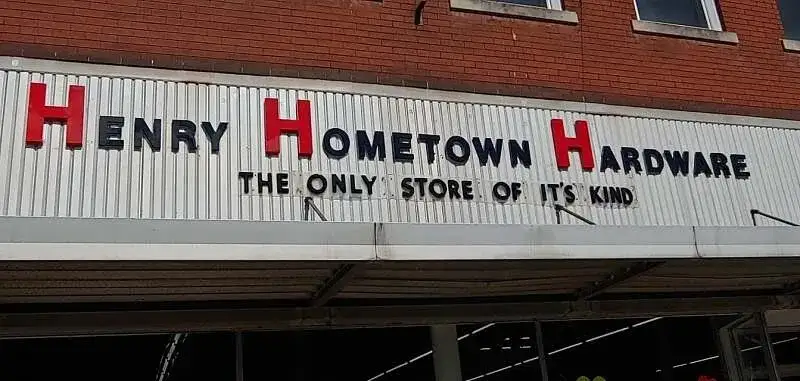 HENRY HOMETOWN HARDWARE
THE ONLY STORE OF IT'S KIND